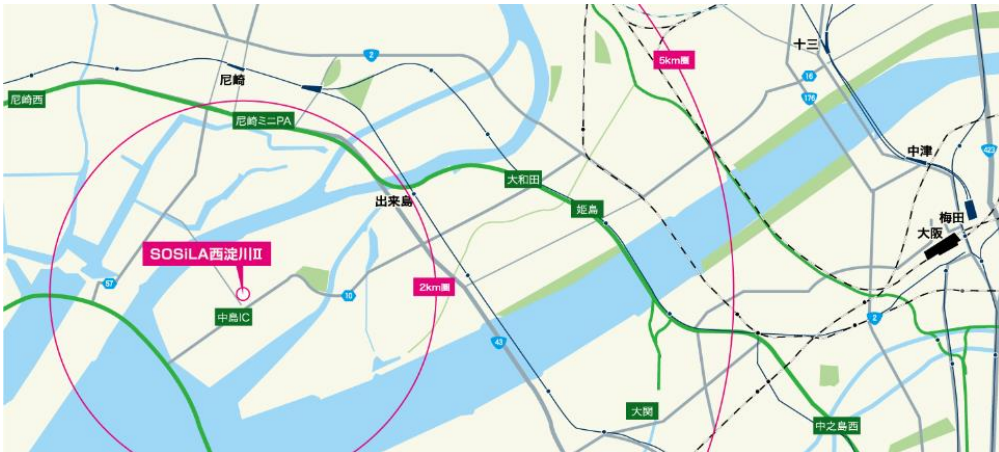 十三
2
5km圏
尼崎
16
176
尼崎西
尼崎ミニPA
中津
423
大和田
出来島
姫島
梅田
大阪
SOSiLA西淀川II
57
2km圏
10
中島IC
2
43
大関
中之島西